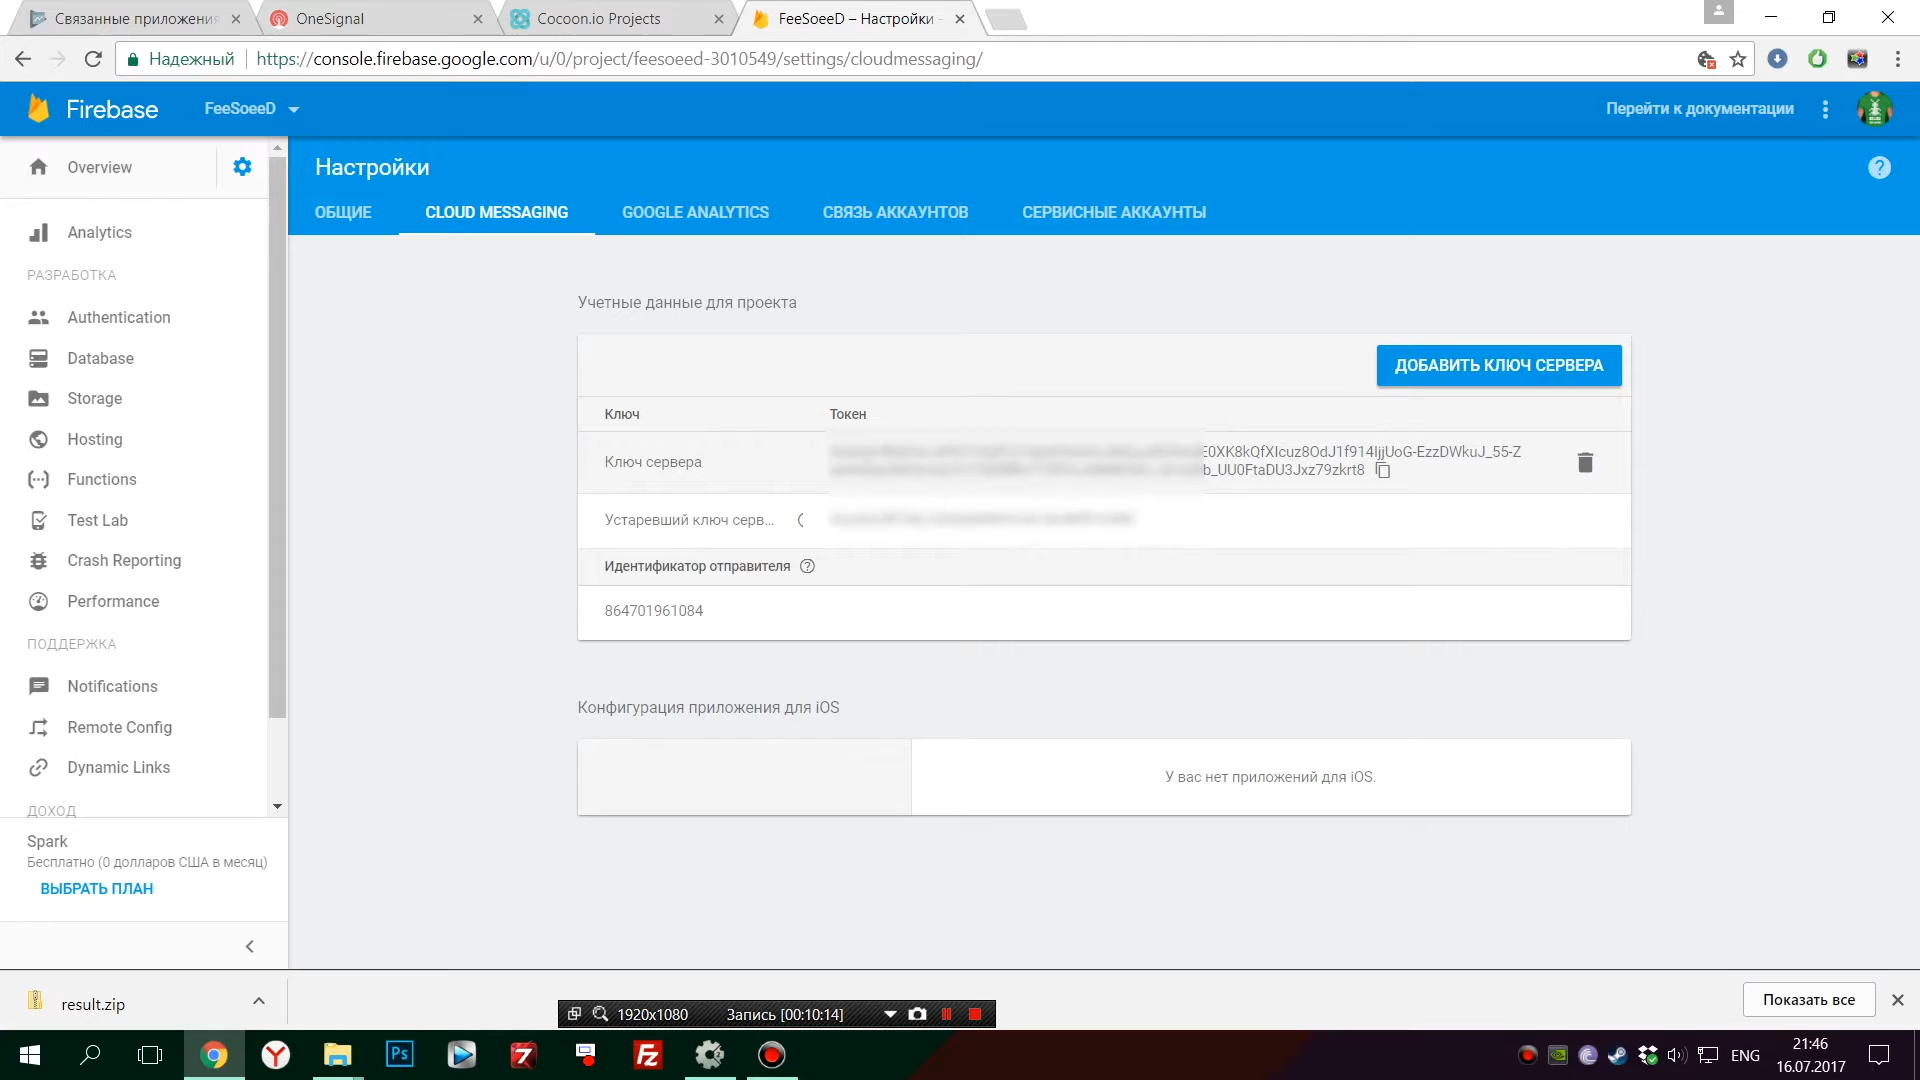 Связанные приложения
OneSignal
Cocoon.io Projects
FeeSoeeD – Настройки -
Надежный
https://console.firebase.google.com/u/0/project/feesoeed-3010549/settings/cloudmessaging/
Firebase
FeeSoeeD
Перейти к документации
Overview
Настройки
ОБЩИЕ
CLOUD MESSAGING
GOOGLE ANALYTICS
СВЯЗЬ АККАУНТОВ
СЕРВИСНЫЕ АККАУНТЫ
Analytics
РАЗРАБОТКА
Authentication
Database
Storage
Hosting
Functions
Test Lab
Crash Reporting
Performance
ПОДДЕРЖКА
Notifications
Remote Config
Dynamic Links
ДОХОД
Spark
Бесплатно (0 долларов США в месяц)
ВЫБРАТЬ ПЛАН
Учетные данные для проекта
ДОБАВИТЬ КЛЮЧ СЕРВЕРА
Ключ
Токен
Ключ сервера
E0XK8kQfXIcuz8OdJ1f914IjjUoG-EzzDWkuJ_55-Z
b_UU0FtaDU3Jxz79zkrt8
Устаревший ключ серв...
Идентификатор отправителя
864701961084
Конфигурация приложения для iOS
У вас нет приложений для iOS.
result.zip
Показать все
1920x1080
Запись [00:10:14]
Ps
ENG
21:46
16.07.2017